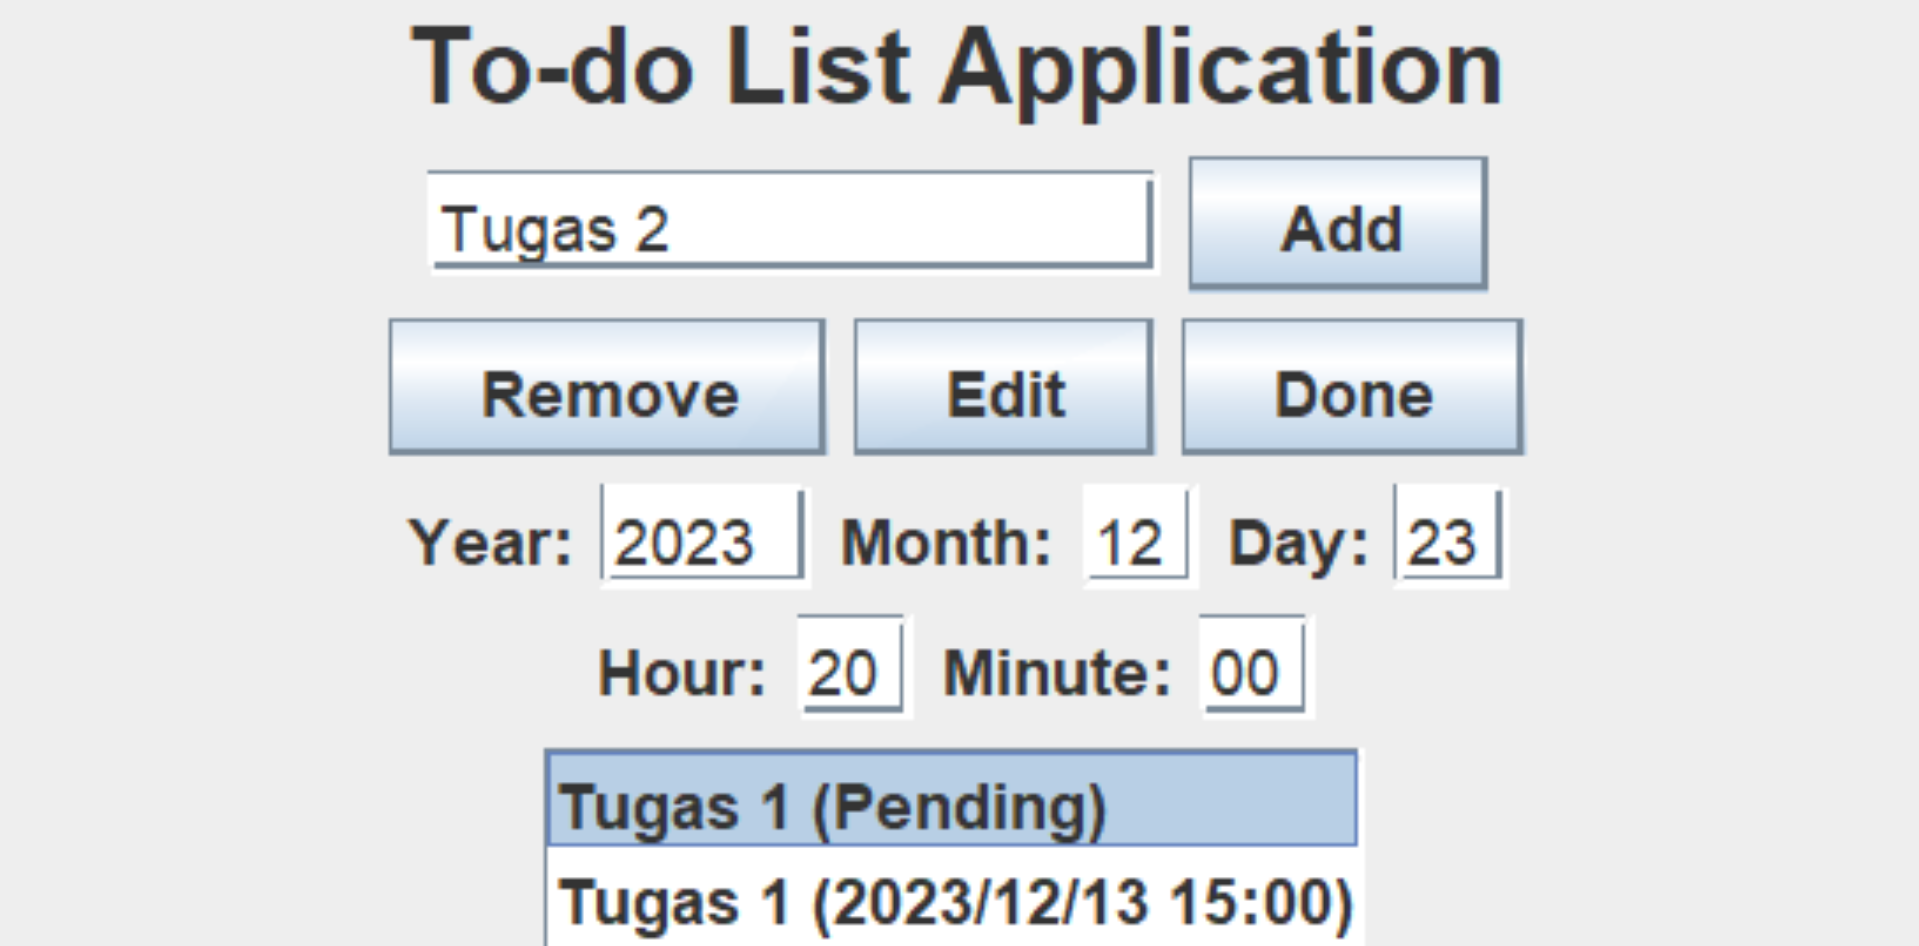 To-do List Application
Tugas 2 Add
Remove Edit Done
Year: 2023 Month: 12 Day: 23
Hour: 20 Minute: 00
Tugas 1 (Pending)
Tugas 1 (2023/12/13 15:00)